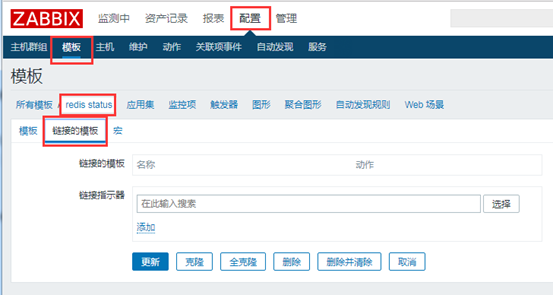 ZABBIX 监测中 资产记录 报表 配置 管理
主机群组 模板 主机 维护 动作 关联项事件 自动发现 服务
模板
所有模板 / redis status 应用集 监控项 触发器 图形 聚合图形 自动发现规则 Web 场景
模板 链接的模板 宏
链接的模板 名称 动作
链接指示器 在此输入搜索 选择
添加
更新 克隆 全克隆 删除 删除并清除 取消